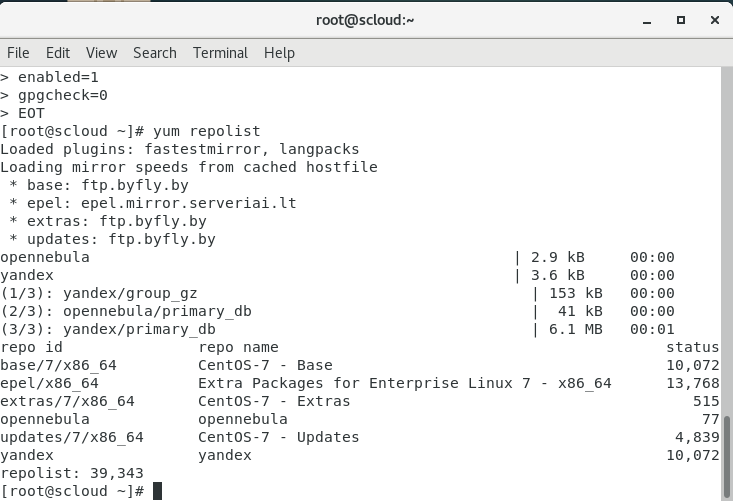 root@scloud:~
File Edit View Search Terminal Help
> enabled=1
> gpgcheck=0
> EOT
[root@scloud ~]# yum repolist
Loaded plugins: fastestmirror, langpacks
Loading mirror speeds from cached hostfile
 * base: ftp.byfly.by
 * epel: epel.mirror.serveriai.lt
 * extras: ftp.byfly.by
 * updates: ftp.byfly.by
opennebula                                               | 2.9 kB     00:00
yandex                                                   | 3.6 kB     00:00
(1/3): yandex/group_gz                                     | 153 kB   00:00
(2/3): opennebula/primary_db                               |  41 kB   00:00
(3/3): yandex/primary_db                                   | 6.1 MB   00:01
repo id               repo name                                           status
base/7/x86_64         CentOS-7 - Base                                     10,072
epel/x86_64           Extra Packages for Enterprise Linux 7 - x86_64      13,768
extras/7/x86_64       CentOS-7 - Extras                                      515
opennebula            opennebula                                              77
updates/7/x86_64      CentOS-7 - Updates                                   4,839
yandex                yandex                                              10,072
repolist: 39,343
[root@scloud ~]#